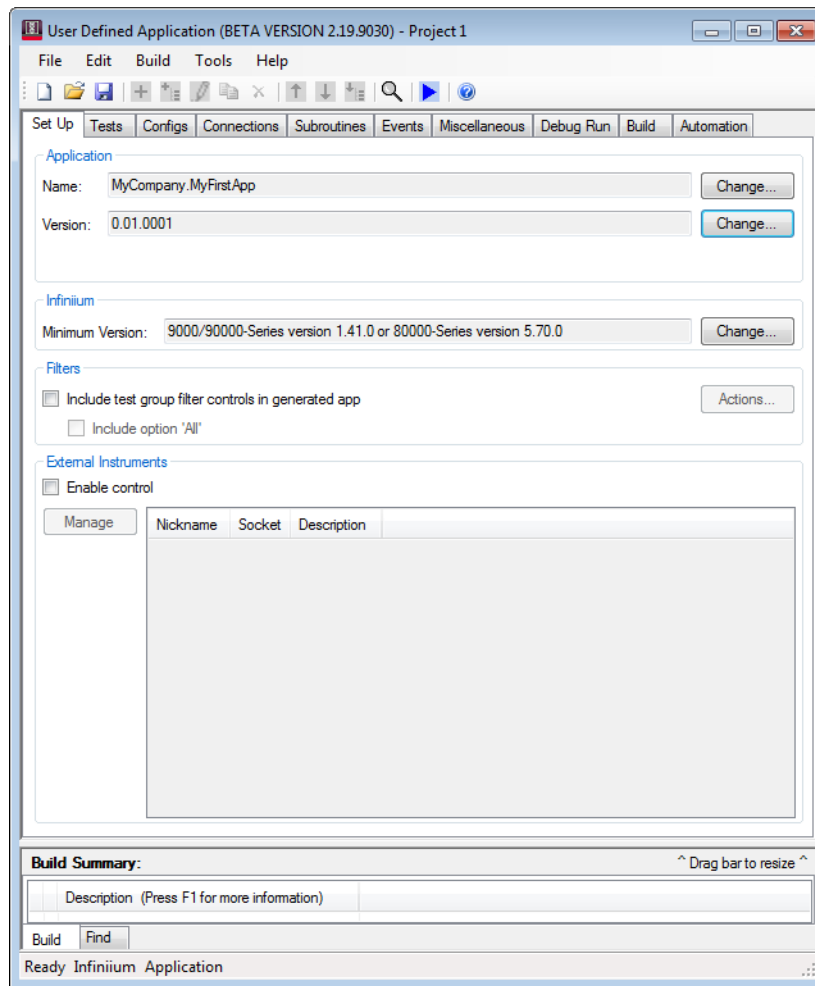 User Defined Application (BETA VERSION 2.19.9030) - Project 1
File Edit Build Tools Help
Set Up Tests Configs Connections Subroutines Events Miscellaneous Debug Run Build Automation
Application
Name: MyCompany.MyFirstApp Change...
Version: 0.01.0001 Change...
Infiniium
Minimum Version: 9000/90000-Series version 1.41.0 or 80000-Series version 5.70.0 Change...
Filters
Include test group filter controls in generated app Actions...
Include option 'All'
External Instruments
Enable control
Manage Nickname Socket Description
Build Summary: ^ Drag bar to resize ^
Description (Press F1 for more information)
Build Find
Ready Infiniium Application